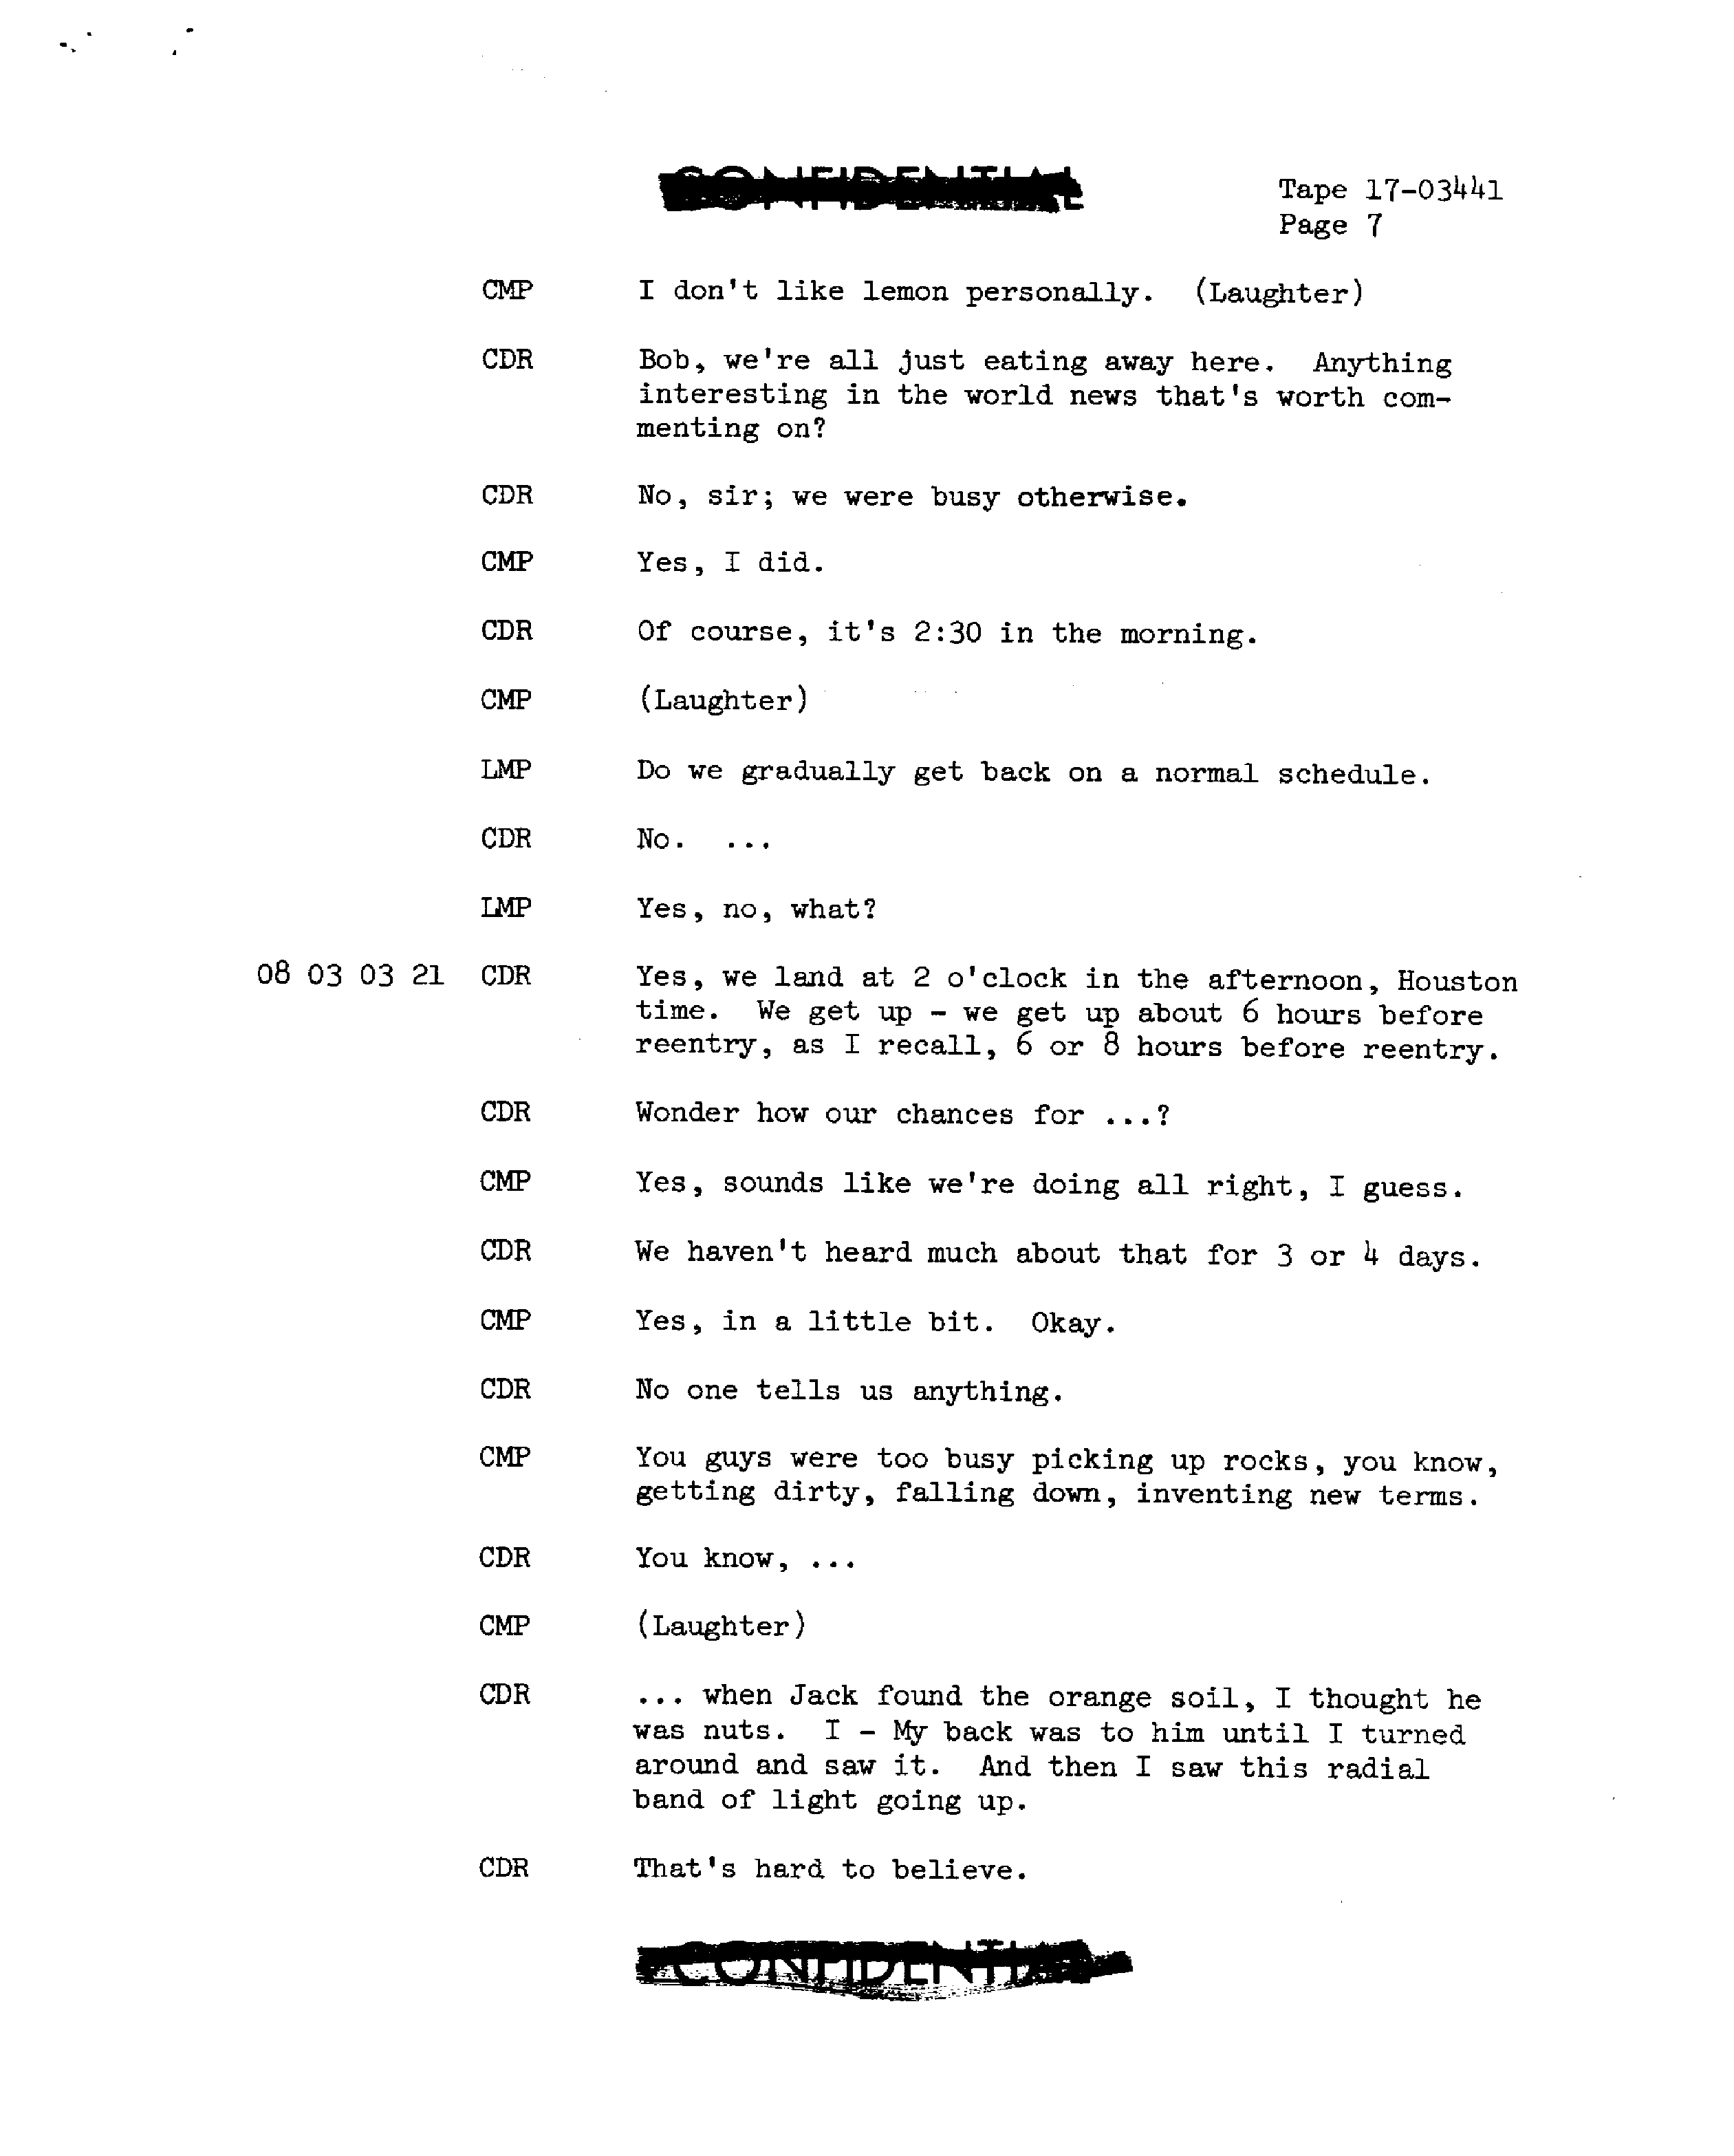 CONFIDENTIAL
Tape 17-03441
Page 7
CMP I don't like lemon personally. (Laughter)
CDR Bob, we're all just eating away here. Anything
interesting in the world news that's worth com-
menting on?
CDR No, sir; we were busy otherwise.
CMP Yes, I did.
CDR Of course, it's 2:30 in the morning.
CMP (Laughter)
LMP Do we gradually get back on a normal schedule.
CDR No. ...
LMP Yes, no, what?
08 03 03 21 CDR Yes, we land at 2 o'clock in the afternoon, Houston
time. We get up - we get up about 6 hours before
reentry, as I recall, 6 or 8 hours before reentry.
CDR Wonder how our chances for ...?
CMP Yes, sounds like we're doing all right, I guess.
CDR We haven't heard much about that for 3 or 4 days.
CMP Yes, in a little bit. Okay.
CDR No one tells us anything.
CMP You guys were too busy picking up rocks, you know,
getting dirty, falling down, inventing new terms.
CDR You know, ...
CMP (Laughter)
CDR ... when Jack found the orange soil, I thought he
was nuts. I - My back was to him until I turned
around and saw it. And then I saw this radial
band of light going up.
CDR That's hard to believe.
CONFIDENTIAL